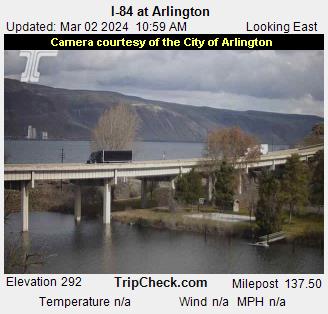 I-84 at Arlington
Updated: Mar 02 2024 10:59 AM Looking East
Camera courtesy of the City of Arlington
Elevation 292 TripCheck.com Milepost 137.50
Temperature n/a Wind n/a MPH n/a